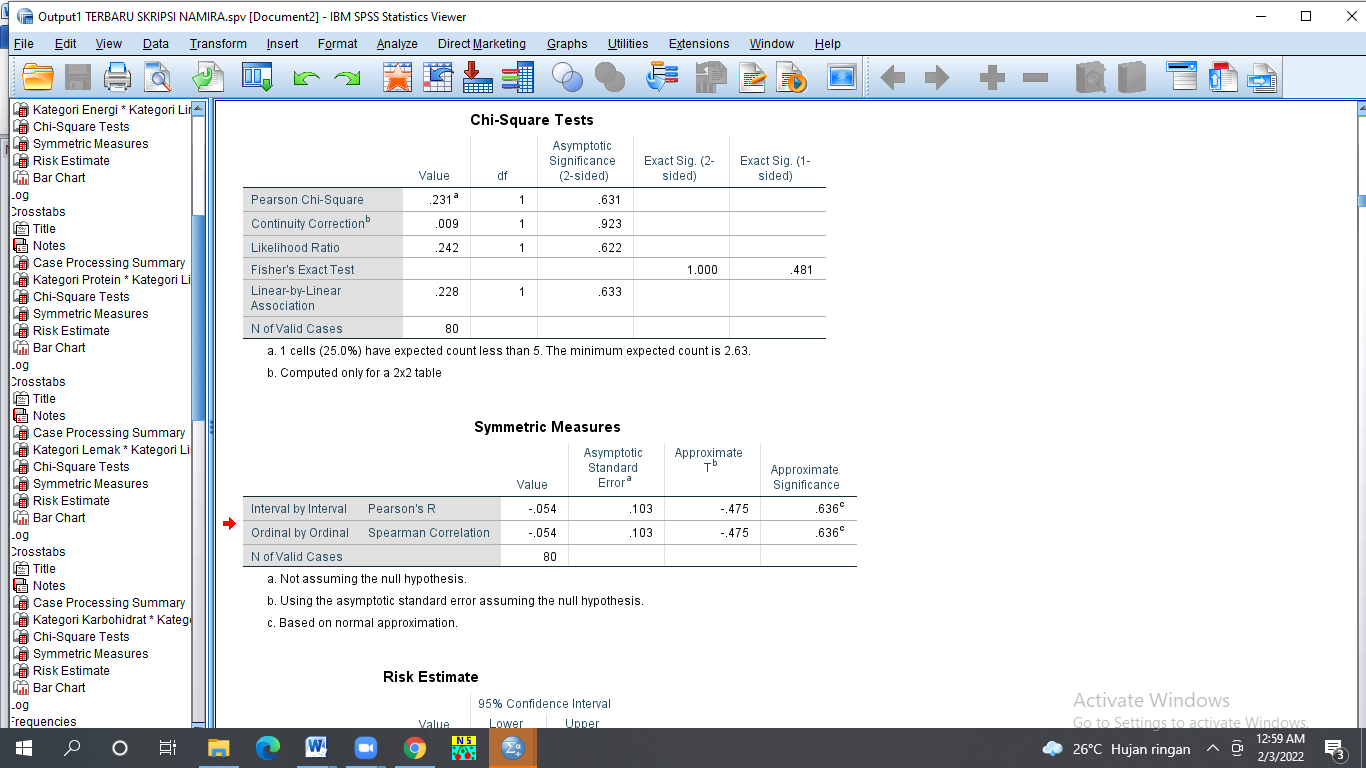 Output1 TERBARU SKRIPSI NAMIRA.spv [Document2] - IBM SPSS Statistics Viewer
File Edit View Data Transform Insert Format Analyze Direct Marketing Graphs Utilities Extensions Window Help
Kategori Energi * Kategori Lin
Chi-Square Tests
Symmetric Measures
Risk Estimate
Bar Chart
Log
Crosstabs
Title
Notes
Case Processing Summary
Kategori Protein * Kategori Li
Chi-Square Tests
Symmetric Measures
Risk Estimate
Bar Chart
Log
Crosstabs
Title
Notes
Case Processing Summary
Kategori Lemak * Kategori Li
Chi-Square Tests
Symmetric Measures
Risk Estimate
Bar Chart
Log
Crosstabs
Title
Notes
Case Processing Summary
Kategori Karbohidrat * Katego
Chi-Square Tests
Symmetric Measures
Risk Estimate
Bar Chart
Log
Frequencies
Chi-Square Tests
Value df Asymptotic Significance (2-sided) Exact Sig. (2-sided) Exact Sig. (1-sided)
Pearson Chi-Square .231a 1 .631
Continuity Correctionb .009 1 .923
Likelihood Ratio .242 1 .622
Fisher's Exact Test 1.000 .481
Linear-by-Linear Association .228 1 .633
N of Valid Cases 80
a. 1 cells (25.0%) have expected count less than 5. The minimum expected count is 2.63.
b. Computed only for a 2x2 table
Symmetric Measures
Value Asymptotic Standard Errora Approximate Tb Approximate Significance
Interval by Interval Pearson's R -.054 .103 -.475 .636c
Ordinal by Ordinal Spearman Correlation -.054 .103 -.475 .636c
N of Valid Cases 80
a. Not assuming the null hypothesis.
b. Using the asymptotic standard error assuming the null hypothesis.
c. Based on normal approximation.
Risk Estimate
95% Confidence Interval
Value Lower Upper
Activate Windows
Go to Settings to activate Windows.
N 5
26°C Hujan ringan
12:59 AM
2/3/2022
3